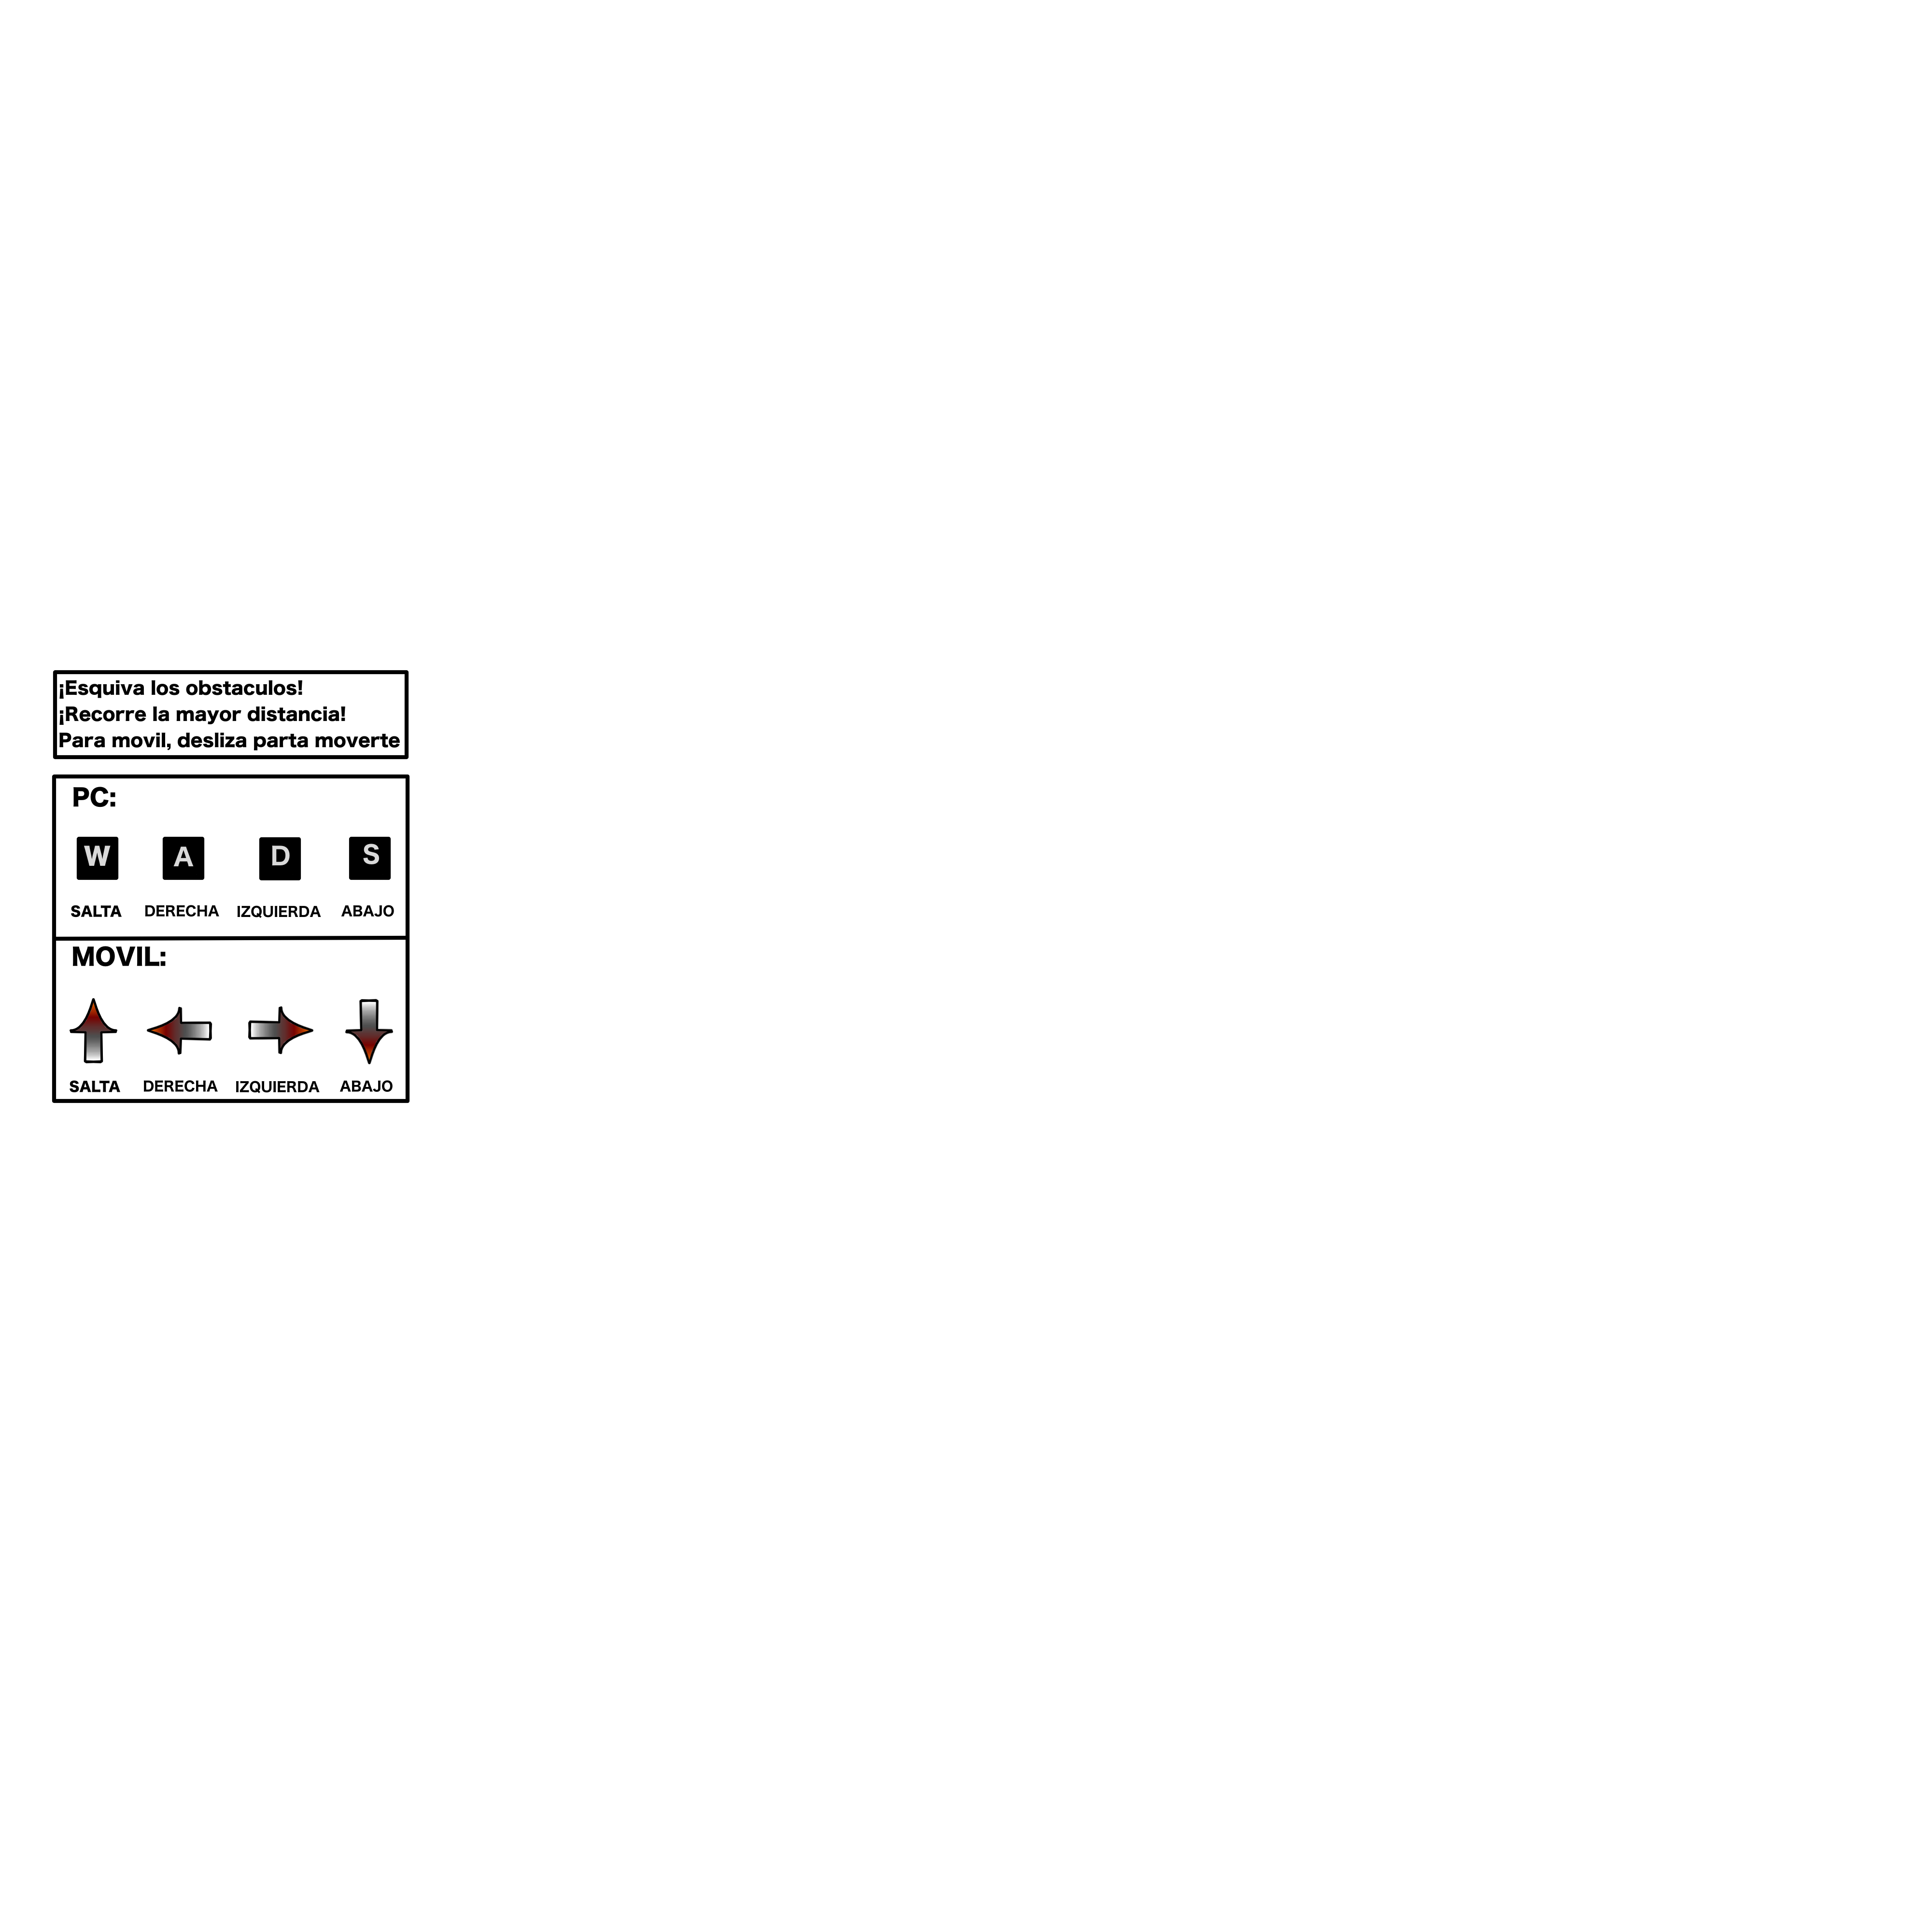 ¡Esquiva los obstaculos!
¡Recorre la mayor distancia!
Para movil, desliza parta moverte
PC:
W A D S
SALTA DERECHA IZQUIERDA ABAJO
MOVIL:
SALTA DERECHA IZQUIERDA ABAJO